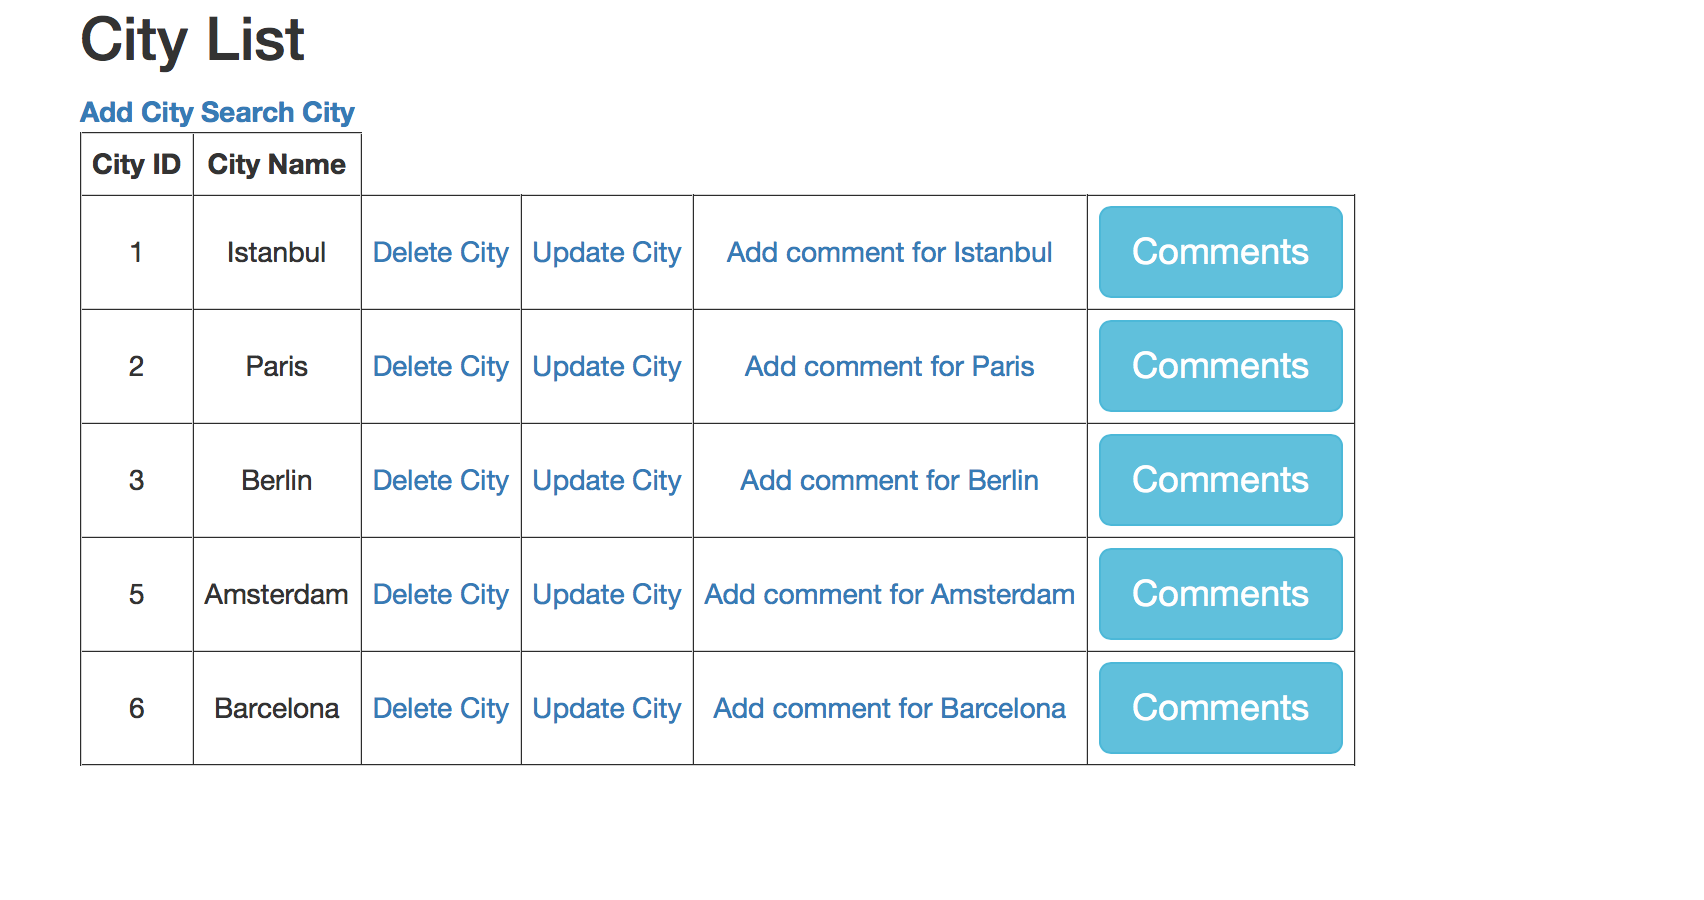 City List
Add City Search City
City ID City Name
1 Istanbul Delete City Update City Add comment for Istanbul Comments
2 Paris Delete City Update City Add comment for Paris Comments
3 Berlin Delete City Update City Add comment for Berlin Comments
5 Amsterdam Delete City Update City Add comment for Amsterdam Comments
6 Barcelona Delete City Update City Add comment for Barcelona Comments